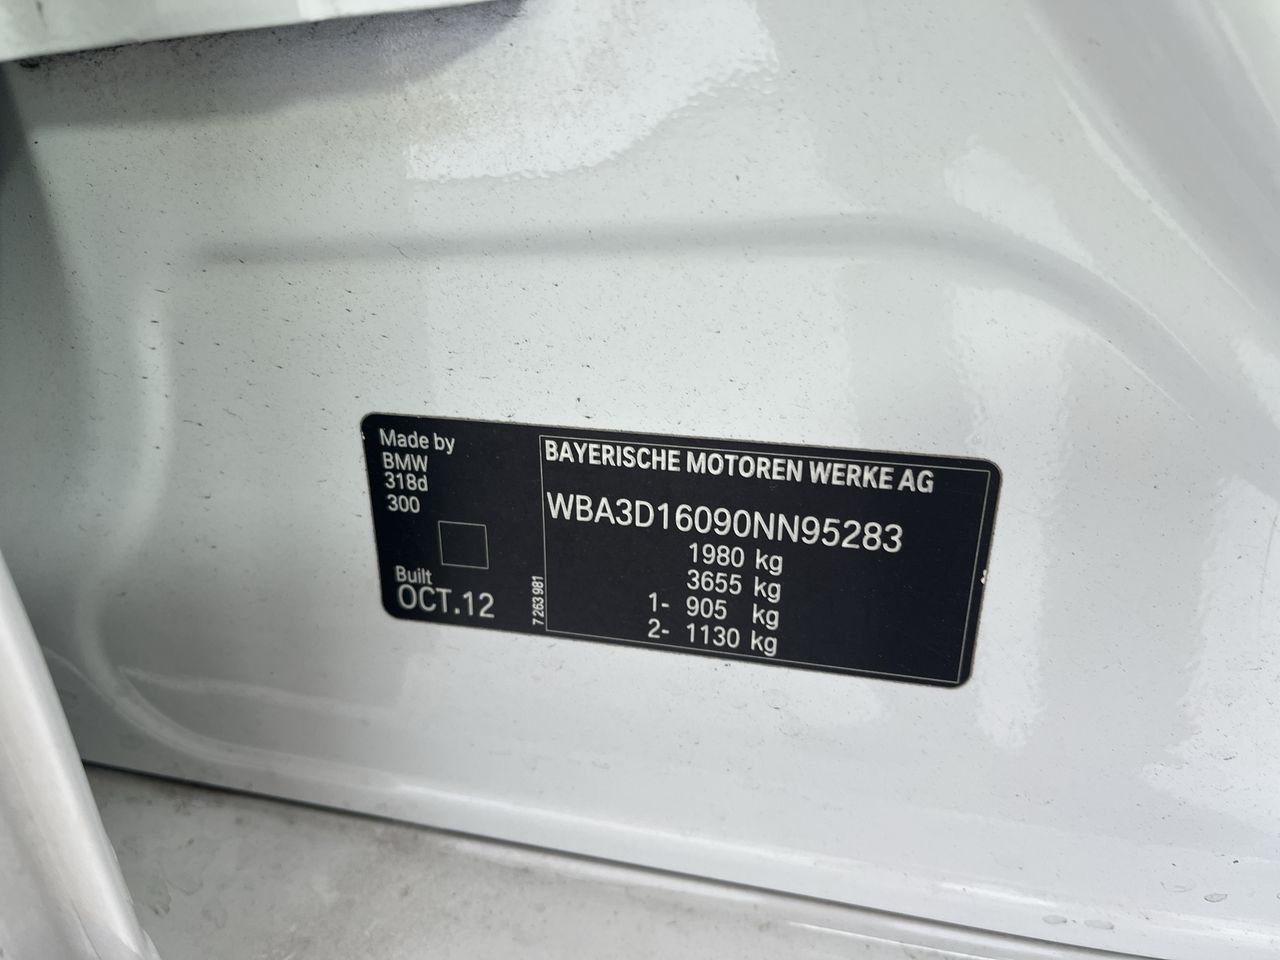 Made by
BMW
318d
300
Built
OCT.12
7 263 981
BAYERISCHE MOTOREN WERKE AG
WBA3D16090NN95283
1980 kg
3655 kg
1- 905 kg
2- 1130 kg